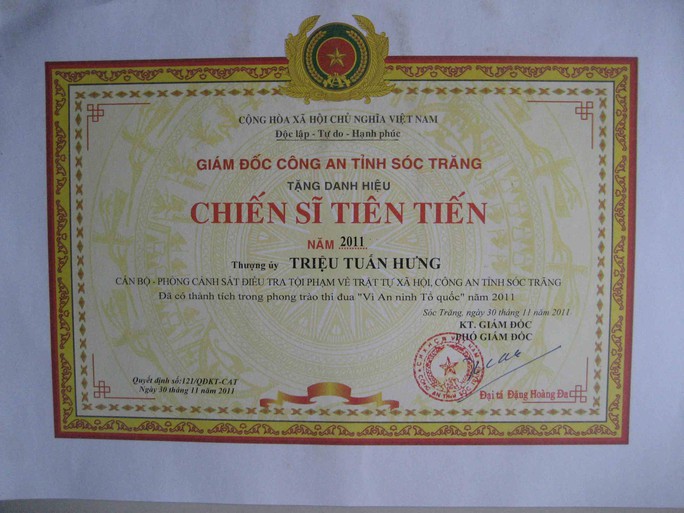 CỘNG HÒA XÃ HỘI CHỦ NGHĨA VIỆT NAM
Độc lập - Tự do - Hạnh phúc
GIÁM ĐỐC CÔNG AN TỈNH SÓC TRĂNG
TẶNG DANH HIỆU
CHIẾN SĨ TIÊN TIẾN
NĂM 2011
Thượng úy TRIỆU TUẤN HƯNG
CÁN BỘ - PHÒNG CẢNH SÁT ĐIỀU TRA TỘI PHẠM VỀ TRẬT TỰ XÃ HỘI, CÔNG AN TỈNH SÓC TRĂNG
Đã có thành tích trong phong trào thi đua "Vì An ninh Tổ quốc" năm 2011
Sóc Trăng, ngày 30 tháng 11 năm 2011
KT. GIÁM ĐỐC
PHÓ GIÁM ĐỐC
Quyết định số:121/QĐKT-CAT
Ngày 30 tháng 11 năm 2011
Đại tá Đặng Hoàng Đa